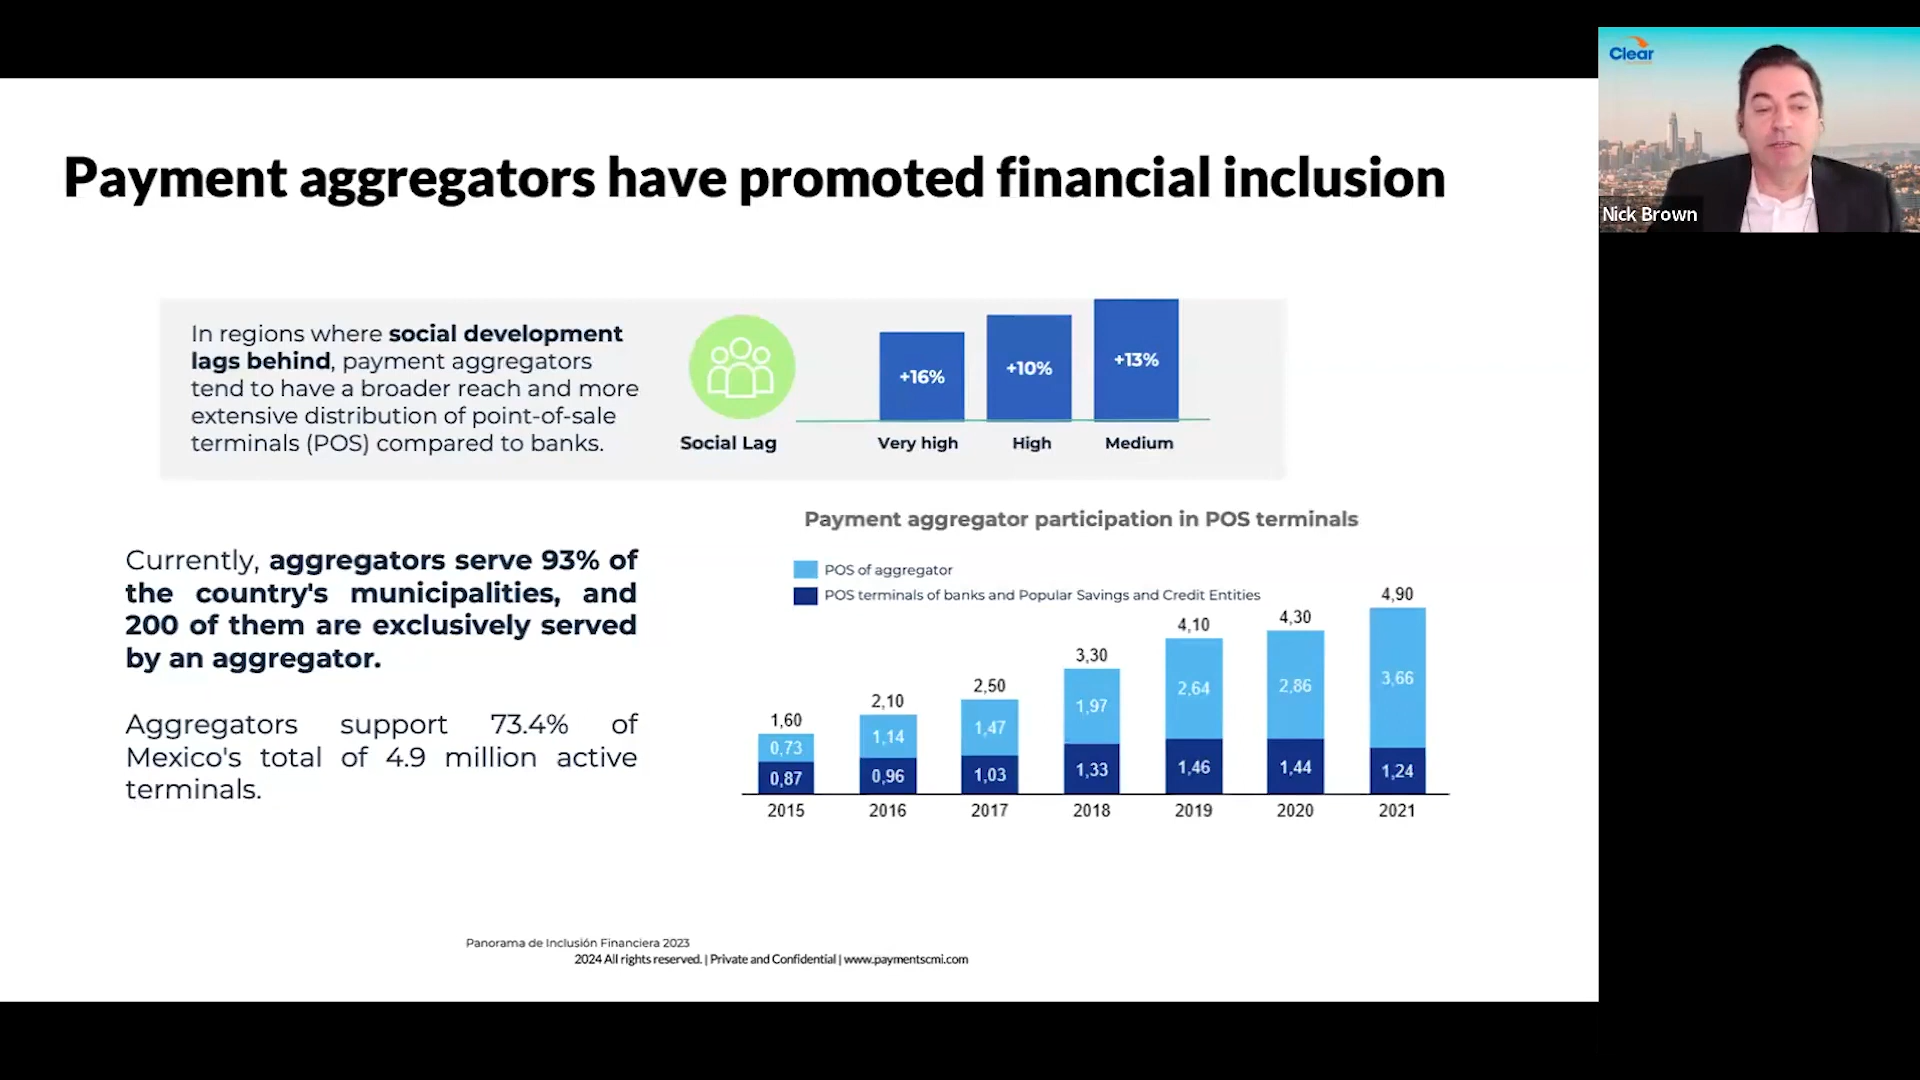 Clear
Nick Brown
Payment aggregators have promoted financial inclusion
In regions where social development
lags behind, payment aggregators
tend to have a broader reach and more
extensive distribution of point-of-sale
terminals (POS) compared to banks.
Social Lag
+16%
+10%
+13%
Very high
High
Medium
Currently, aggregators serve 93% of
the country's municipalities, and
200 of them are exclusively served
by an aggregator.
Aggregators support 73.4% of
Mexico's total of 4.9 million active
terminals.
Payment aggregator participation in POS terminals
POS of aggregator
POS terminals of banks and Popular Savings and Credit Entities
1,60
2,10
2,50
3,30
4,10
4,30
4,90
0,73
1,14
1,47
1,97
2,64
2,86
3,66
0,87
0,96
1,03
1,33
1,46
1,44
1,24
2015
2016
2017
2018
2019
2020
2021
Panorama de Inclusión Financiera 2023
2024 All rights reserved. | Private and Confidential | www.paymentscmi.com